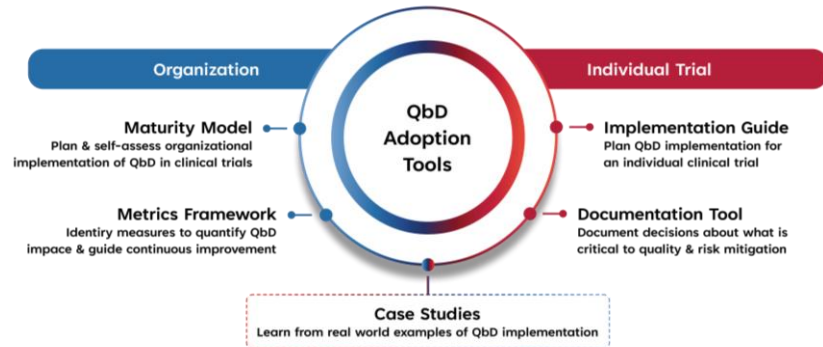 Organization
Individual Trial
QbD
Adoption
Tools
Maturity Model
Plan & self-assess organizational
implementation of QbD in clinical trials
Metrics Framework
Identiry measures to quantify QbD
impace & guide continuous improvement
Implementation Guide
Plan QbD implementation for
an individual clinical trial
Documentation Tool
Document decisions about what is
critical to quality & risk mitigation
Case Studies
Learn from real world examples of QbD implementation